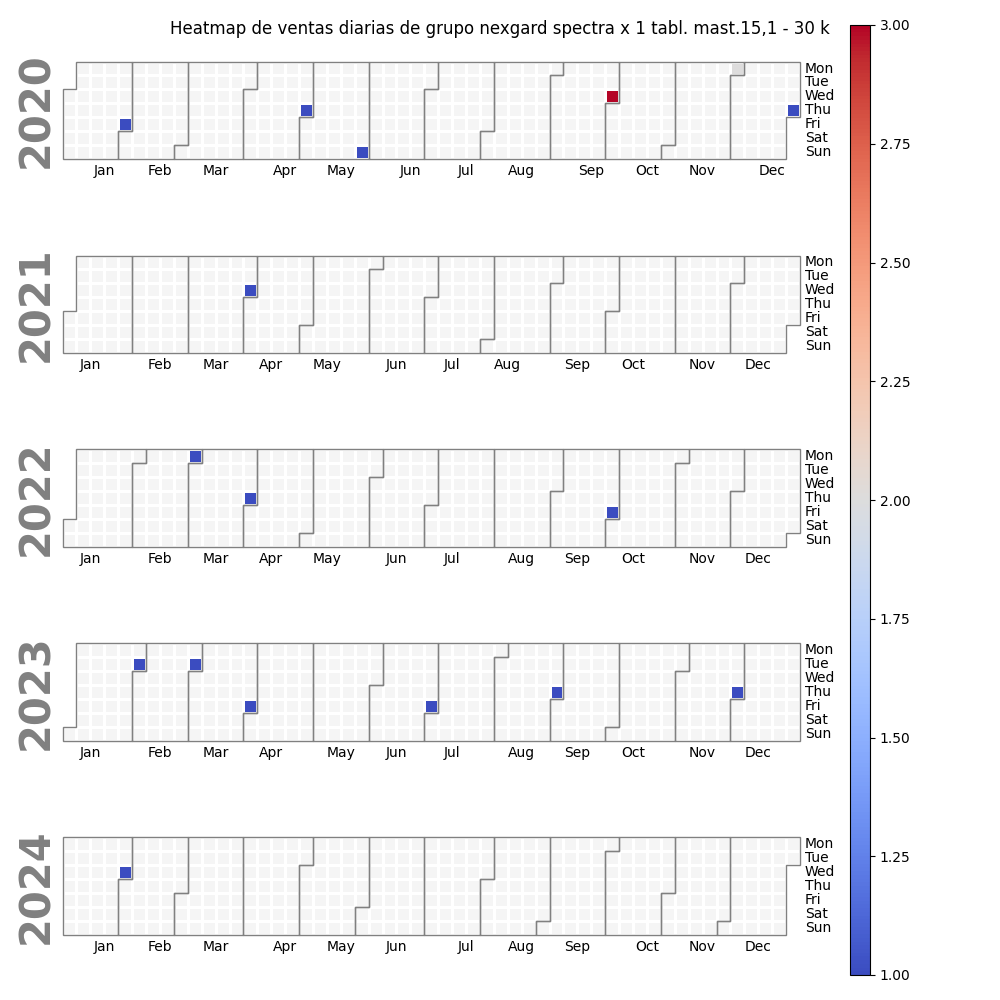 Heatmap de ventas diarias de grupo nexgard spectra x 1 tabl. mast.15,1 - 30 k
2020
Mon
Tue
Wed
Thu
Fri
Sat
Sun
Jan Feb Mar Apr May Jun Jul Aug Sep Oct Nov Dec
2021
Mon
Tue
Wed
Thu
Fri
Sat
Sun
Jan Feb Mar Apr May Jun Jul Aug Sep Oct Nov Dec
2022
Mon
Tue
Wed
Thu
Fri
Sat
Sun
Jan Feb Mar Apr May Jun Jul Aug Sep Oct Nov Dec
2023
Mon
Tue
Wed
Thu
Fri
Sat
Sun
Jan Feb Mar Apr May Jun Jul Aug Sep Oct Nov Dec
2024
Mon
Tue
Wed
Thu
Fri
Sat
Sun
Jan Feb Mar Apr May Jun Jul Aug Sep Oct Nov Dec
3.00
2.75
2.50
2.25
2.00
1.75
1.50
1.25
1.00